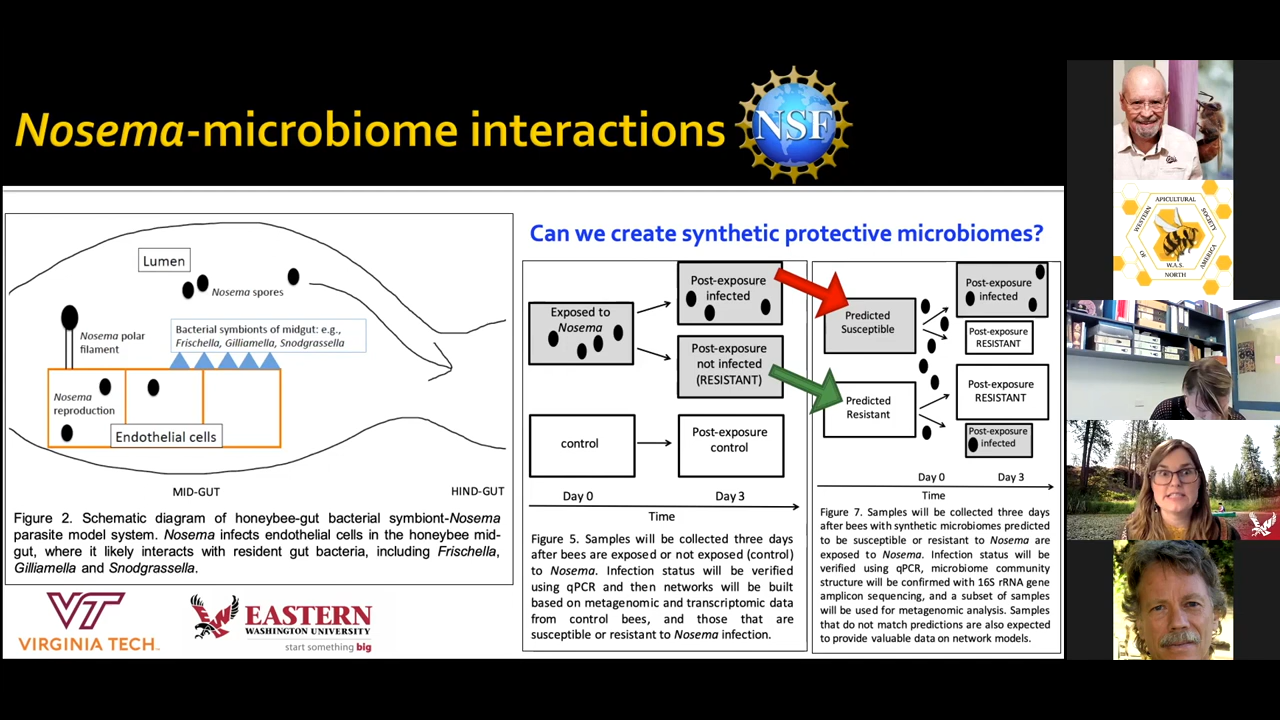 Nosema-microbiome interactions
NSF
Lumen
Nosema spores
Nosema polar
filament
Bacterial symbionts of midgut: e.g.,
Frischella, Gilliamella, Snodgrassella
Nosema
reproduction
Endothelial cells
MID-GUT
HIND-GUT
Figure 2. Schematic diagram of honeybee-gut bacterial symbiont-Nosema
parasite model system. Nosema infects endothelial cells in the honeybee mid-
gut, where it likely interacts with resident gut bacteria, including Frischella,
Gilliamella and Snodgrassella.
VT
VIRGINIA TECH
EASTERN
WASHINGTON UNIVERSITY
start something big
Can we create synthetic protective microbiomes?
Exposed to
Nosema
Post-exposure
infected
Post-exposure
not infected
(RESISTANT)
control
Post-exposure
control
Day 0
Day 3
Time
Figure 5. Samples will be collected three days
after bees are exposed or not exposed (control)
to Nosema. Infection status will be verified
using qPCR and then networks will be built
based on metagenomic and transcriptomic data
from control bees, and those that are
susceptible or resistant to Nosema infection.
Predicted
Susceptible
Predicted
Resistant
Post-exposure
infected
Post-exposure
RESISTANT
Post-exposure
RESISTANT
Post-exposure
infected
Day 0
Day 3
Time
Figure 7. Samples will be collected three days
after bees with synthetic microbiomes predicted
to be susceptible or resistant to Nosema are
exposed to Nosema. Infection status will be
verified using qPCR, microbiome community
structure will be confirmed with 16S rRNA gene
amplicon sequencing, and a subset of samples
will be used for metagenomic analysis. Samples
that do not match predictions are also expected
to provide valuable data on network models.
WESTERN
APICULTURAL
SOCIETY
OF
W.A.S.
NORTH
AMERICA